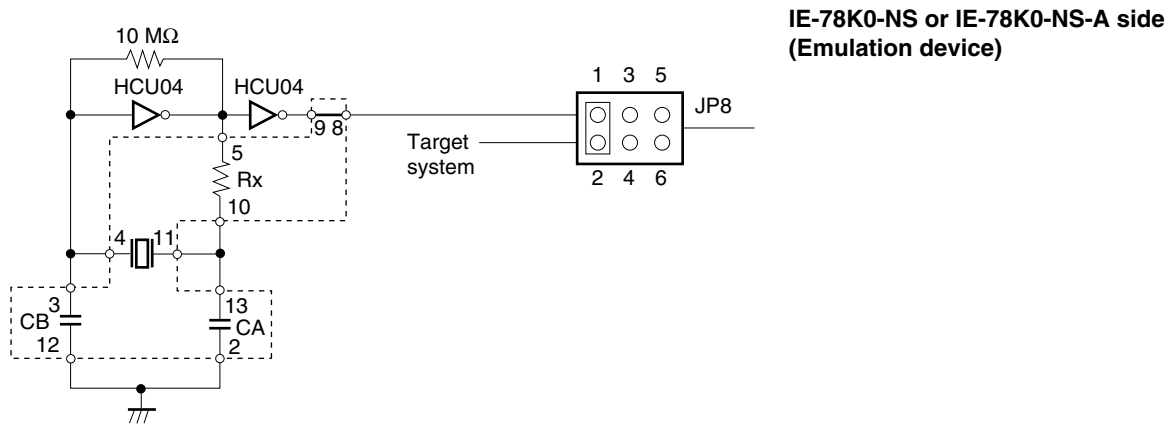 IE-78K0-NS or IE-78K0-NS-A side
(Emulation device)
10 MΩ
HCU04 HCU04
1 3 5
JP8
9 8
Target
system
5
Rx
10
2 4 6
4 11
3
CB
12
13
CA
2